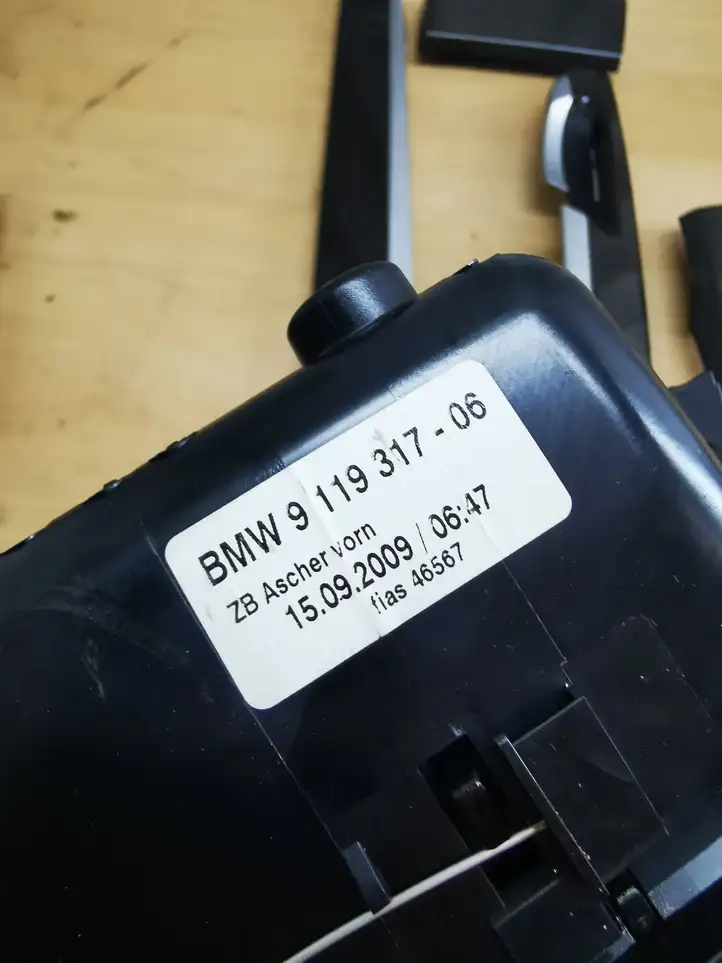 BMW 9 119 317 - 06
ZB Ascher vorn
15.09.2009 / 06:47
fias 46567